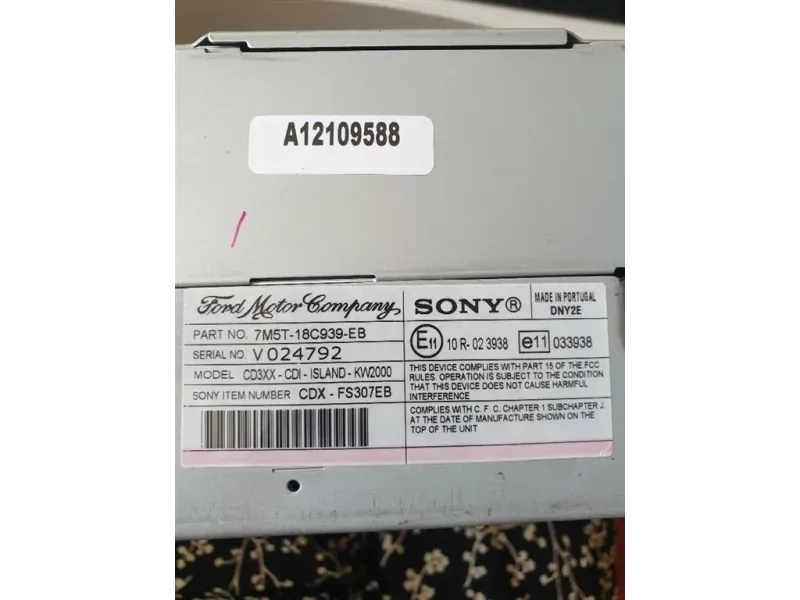 A12109588
Ford Motor Company
PART NO. 7M5T-18C939-EB
SERIAL NO. V024792
MODEL CD3XX - CDI - ISLAND - KW2000
SONY ITEM NUMBER CDX - FS307EB
SONY®
MADE IN PORTUGAL
DNY2E
E11 10 R- 02 3938
e11 033938
THIS DEVICE COMPLIES WITH PART 15 OF THE FCC
RULES. OPERATION IS SUBJECT TO THE CONDITION
THAT THIS DEVICE DOES NOT CAUSE HARMFUL
INTERFERENCE
COMPLIES WITH C. F. C. CHAPTER 1 SUBCHAPTER J.
AT THE DATE OF MANUFACTURE SHOWN ON THE
TOP OF THE UNIT